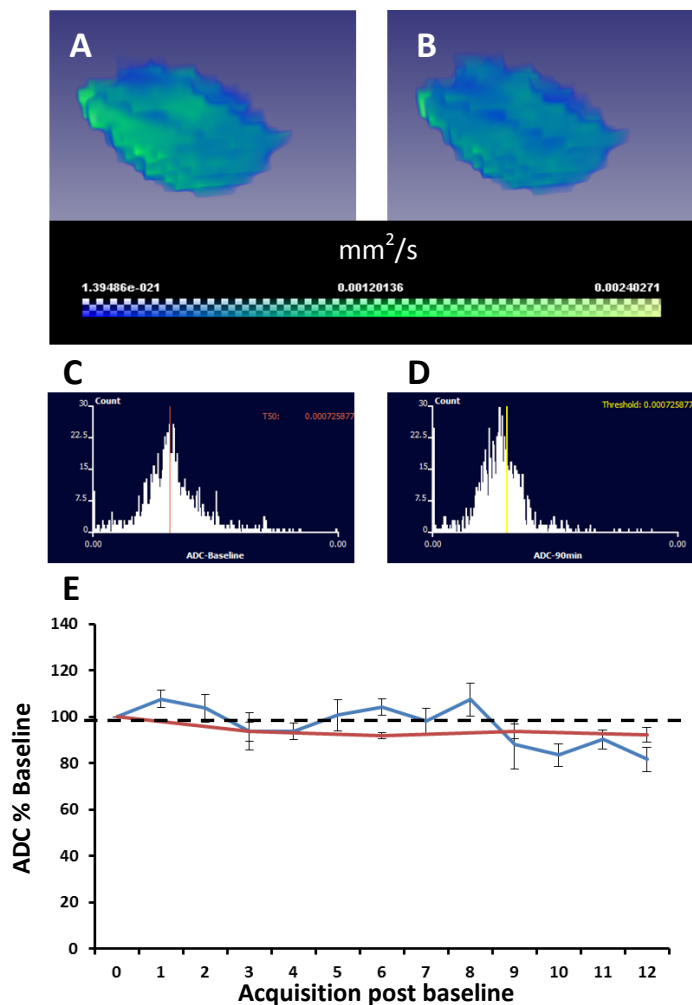 A B
mm²/s
1.39486e-021 0.00120136 0.00240271
C D
30 Count T50: 0.000725877
22.5
15
7.5
0
0.00 0.00
ADC-Baseline
30 Count Threshold: 0.000725877
22.5
15
7.5
0
0.00 0.00
ADC-90min
E
140
120
100
80
60
40
20
0
ADC % Baseline
0 1 2 3 4 5 6 7 8 9 10 11 12
Acquisition post baseline